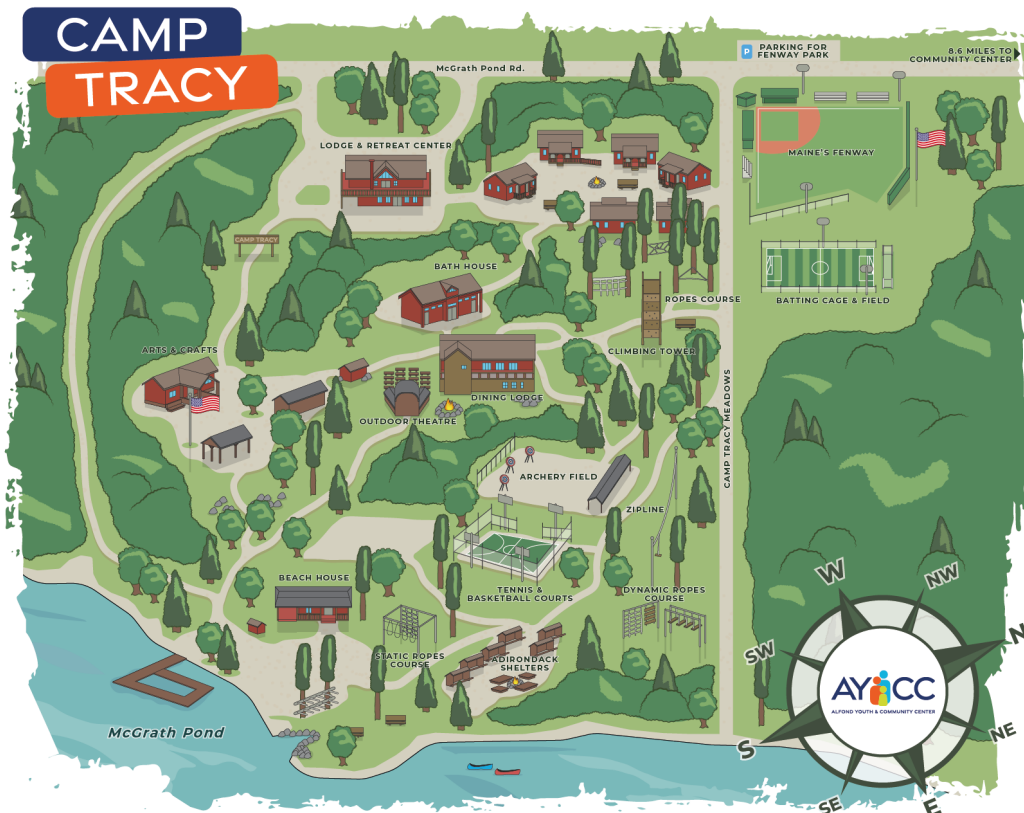 CAMP
TRACY
McGrath Pond Rd.
P
PARKING FOR
FENWAY PARK
8.6 MILES TO
COMMUNITY CENTER
LODGE & RETREAT CENTER
MAINE'S FENWAY
CAMP TRACY
BATH HOUSE
ROPES COURSE
BATTING CAGE & FIELD
ARTS & CRAFTS
CLIMBING TOWER
DINING LODGE
OUTDOOR THEATRE
CAMP TRACY MEADOWS
ARCHERY FIELD
ZIPLINE
BEACH HOUSE
TENNIS &
BASKETBALL COURTS
DYNAMIC ROPES
COURSE
STATIC ROPES
COURSE
ADIRONDACK
SHELTERS
McGrath Pond
W
NW
N
SW
NE
S
SE
E
AYCC
ALFOND YOUTH & COMMUNITY CENTER